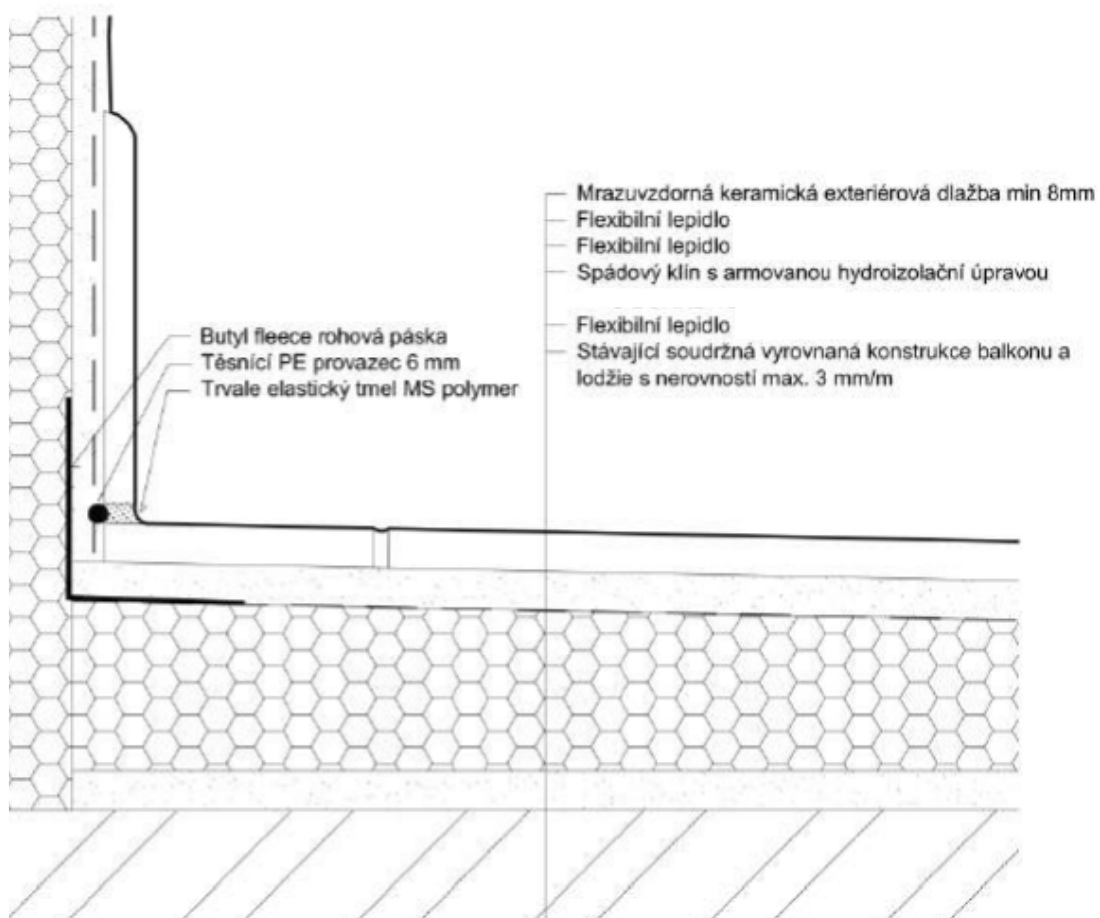 Mrazuvzdorná keramická exteriérová dlažba min 8mm
Flexibilní lepidlo
Flexibilní lepidlo
Spádový klín s armovanou hydroizolační úpravou
Flexibilní lepidlo
Stávající soudržná vyrovnaná konstrukce balkonu a
lodžie s nerovností max. 3 mm/m
Butyl fleece rohová páska
Těsnící PE provazec 6 mm
Trvale elastický tmel MS polymer